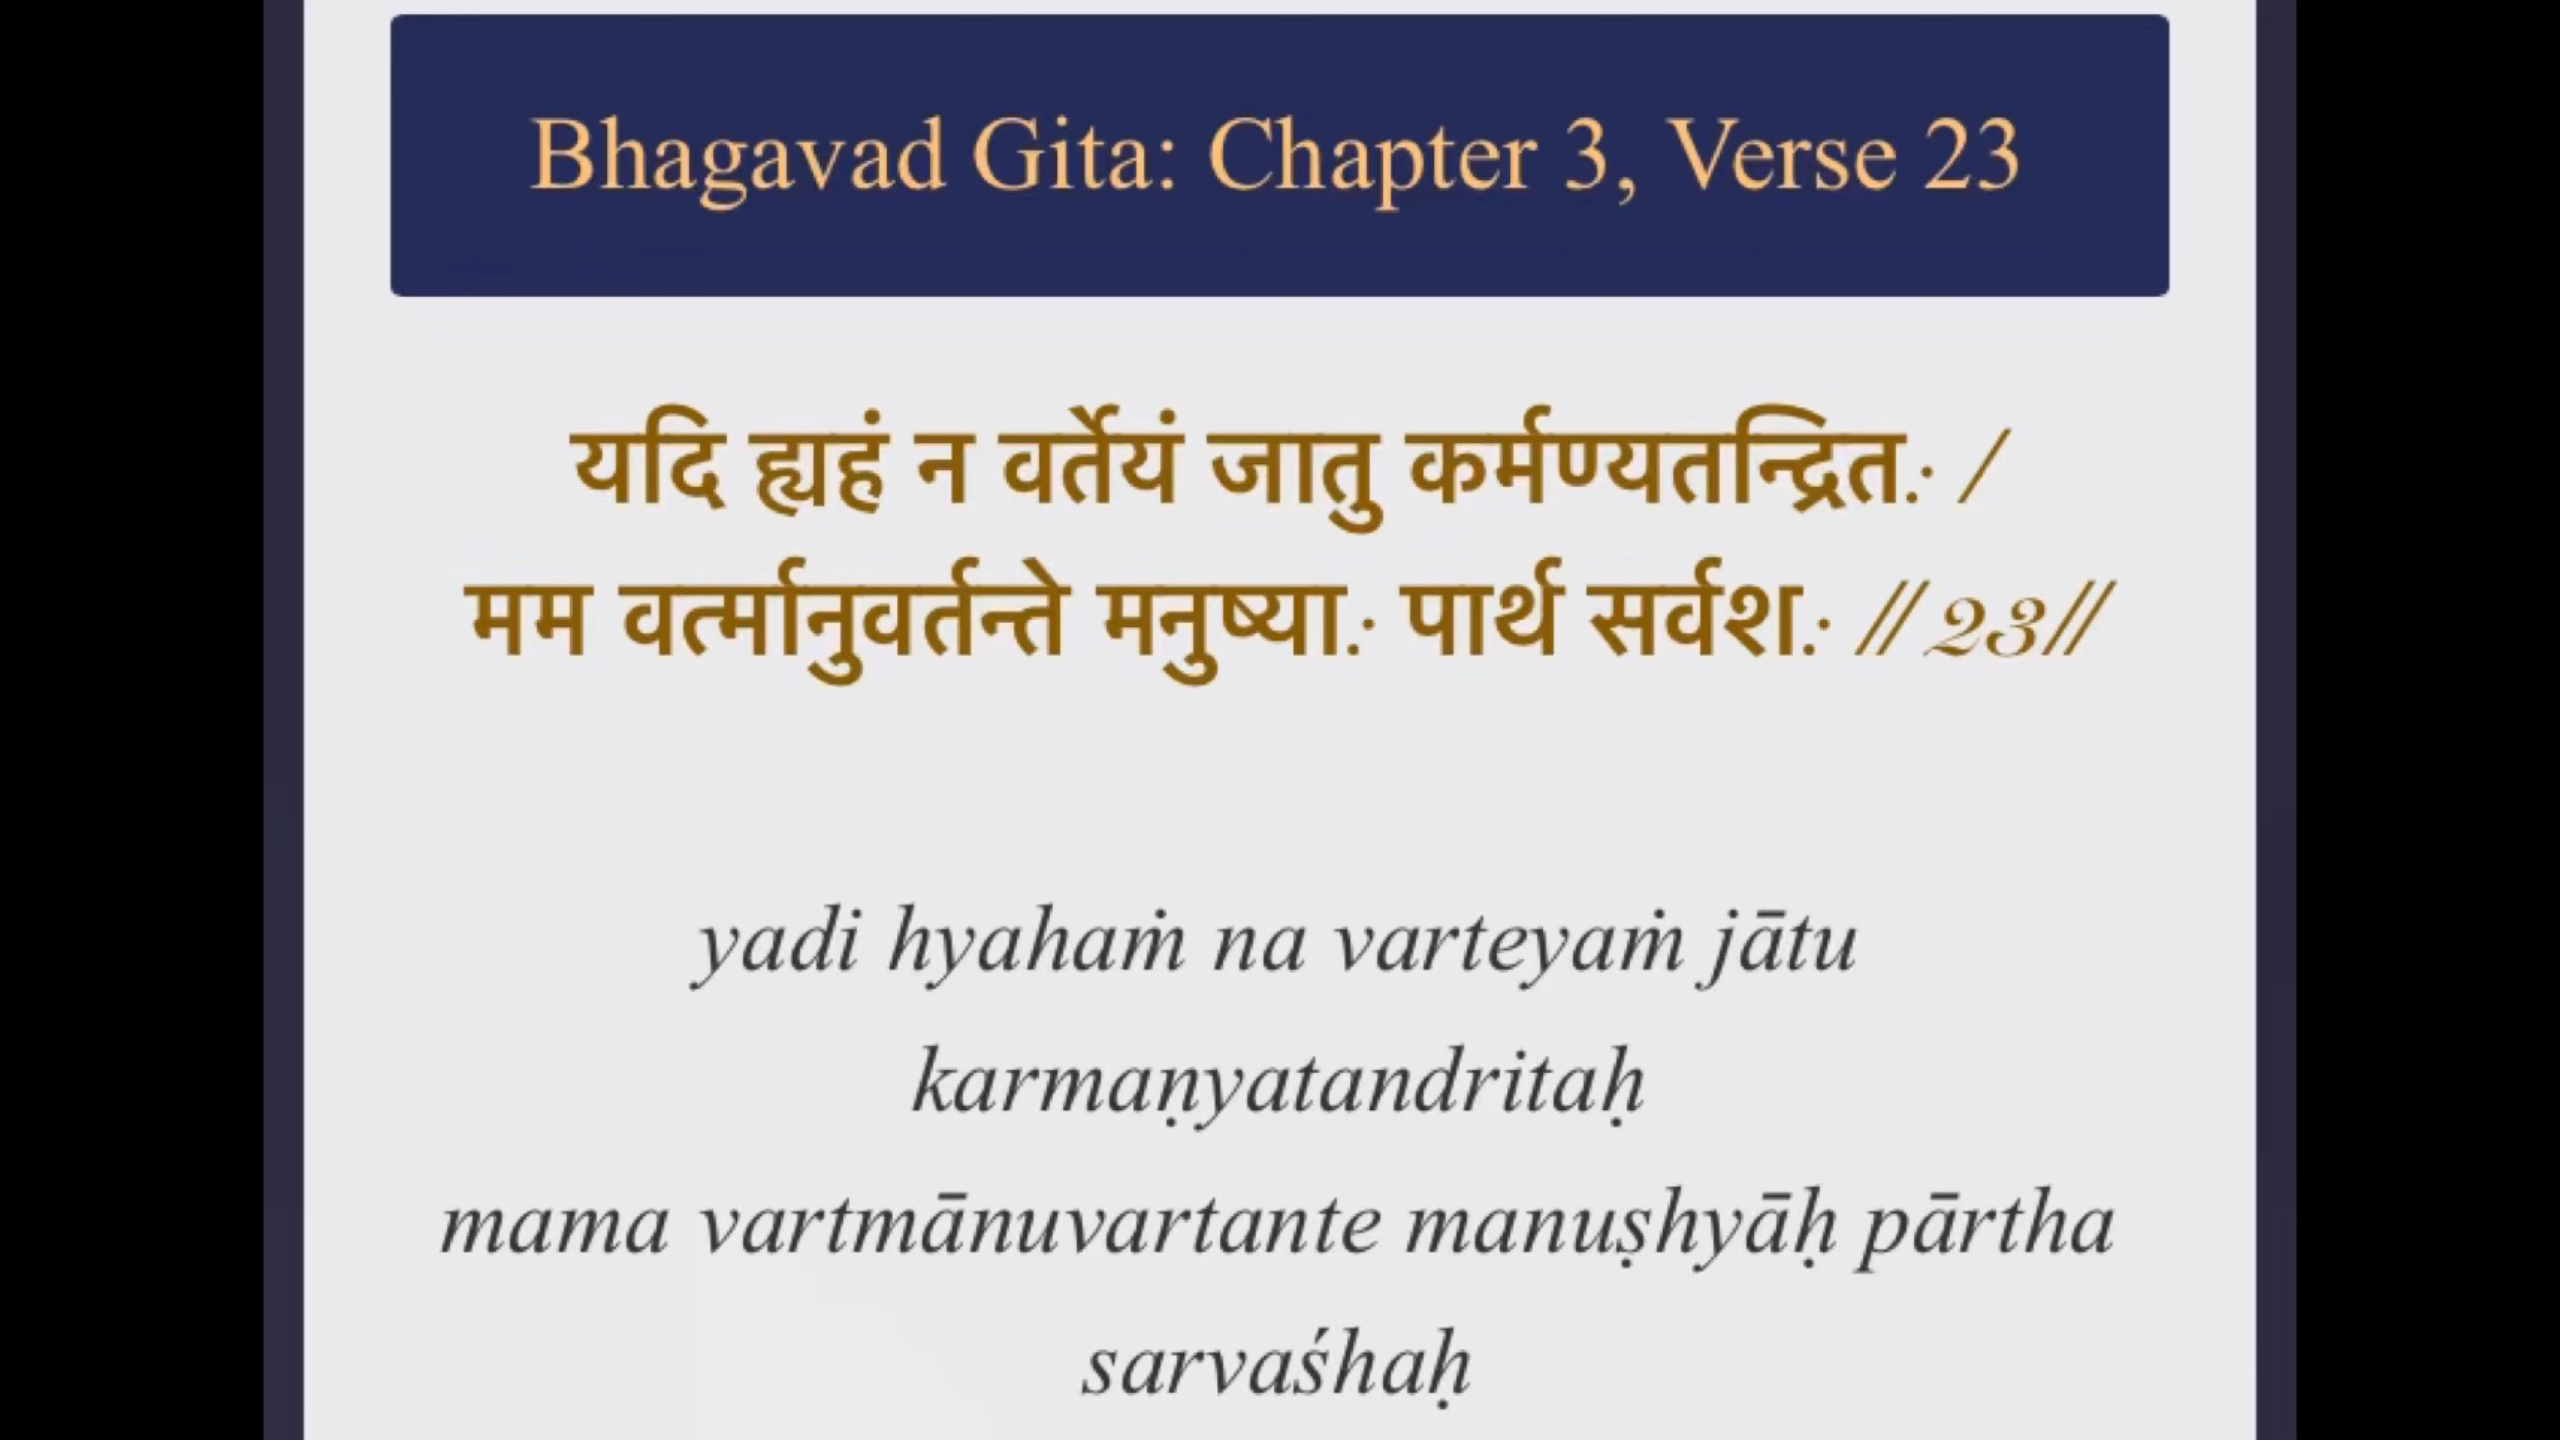 Bhagavad Gita: Chapter 3, Verse 23
यदि ह्यहं न वर्तेयं जातु कर्मण्यतन्द्रित: /
मम वर्त्मानुवर्तन्ते मनुष्या: पार्थ सर्वश: //23//
yadi hyahaṁ na varteyaṁ jātu
karmaṇyatandritaḥ
mama vartmānuvartante manuṣhyāḥ pārtha
sarvaśhaḥ